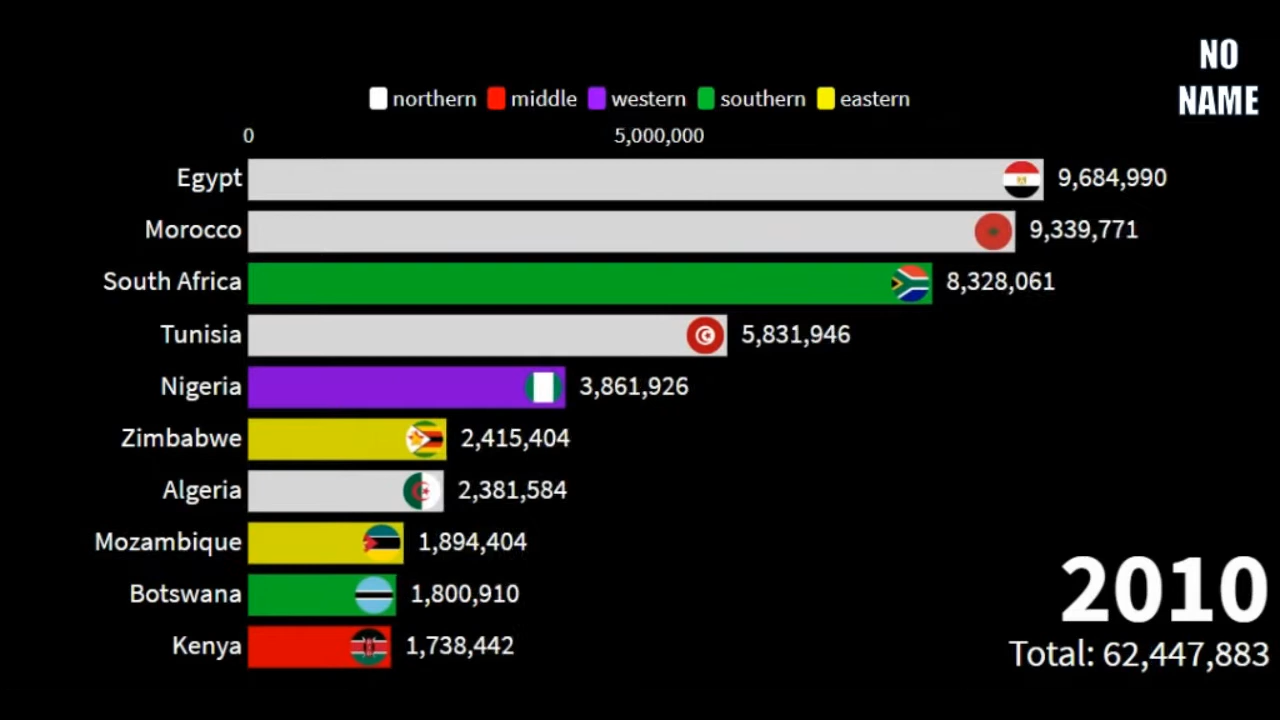 NO
NAME
northern middle western southern eastern
0 5,000,000
Egypt 9,684,990
Morocco 9,339,771
South Africa 8,328,061
Tunisia 5,831,946
Nigeria 3,861,926
Zimbabwe 2,415,404
Algeria 2,381,584
Mozambique 1,894,404
Botswana 1,800,910
Kenya 1,738,442
2010
Total: 62,447,883